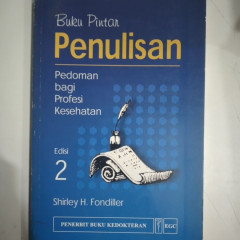 Buku Pintar
Penulisan
Pedoman
bagi
Profesi
Kesehatan
Edisi
2
Shirley H. Fondiller
PENERBIT BUKU KEDOKTERAN EGC